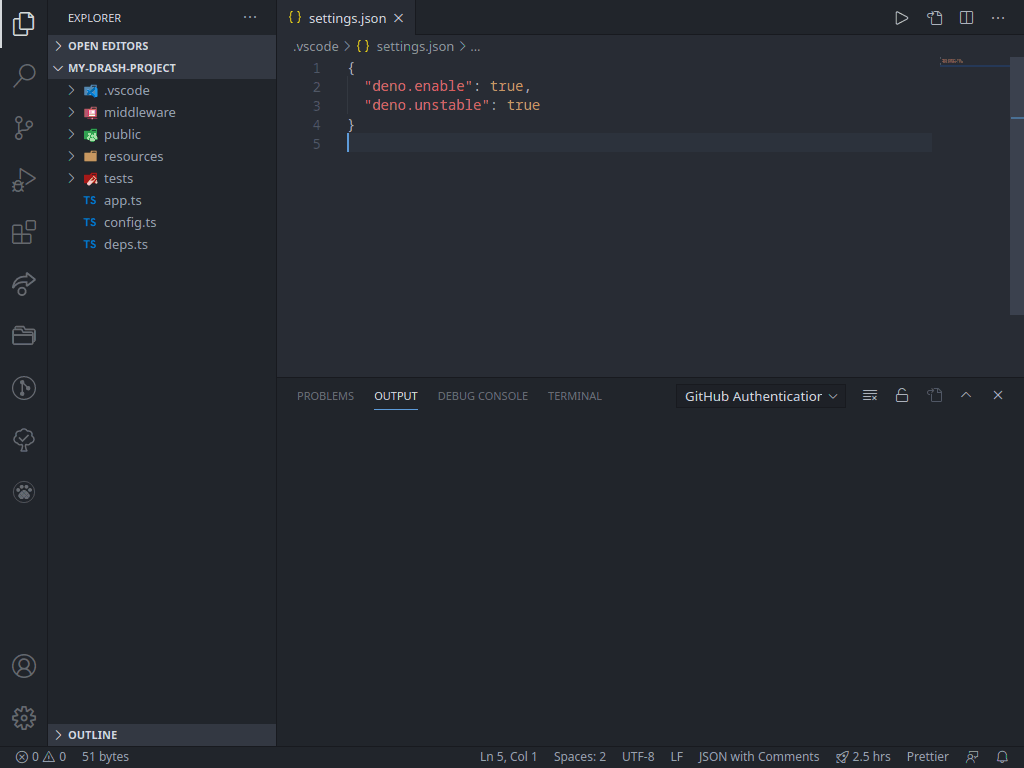 EXPLORER
OPEN EDITORS
MY-DRASH-PROJECT
.vscode
middleware
public
resources
tests
TS app.ts
TS config.ts
TS deps.ts
OUTLINE
{} settings.json
.vscode > {} settings.json > ...
1 {
2 "deno.enable": true,
3 "deno.unstable": true
4 }
5
PROBLEMS OUTPUT DEBUG CONSOLE TERMINAL
GitHub Authentication
0 0 51 bytes Ln 5, Col 1 Spaces: 2 UTF-8 LF JSON with Comments 2.5 hrs Prettier